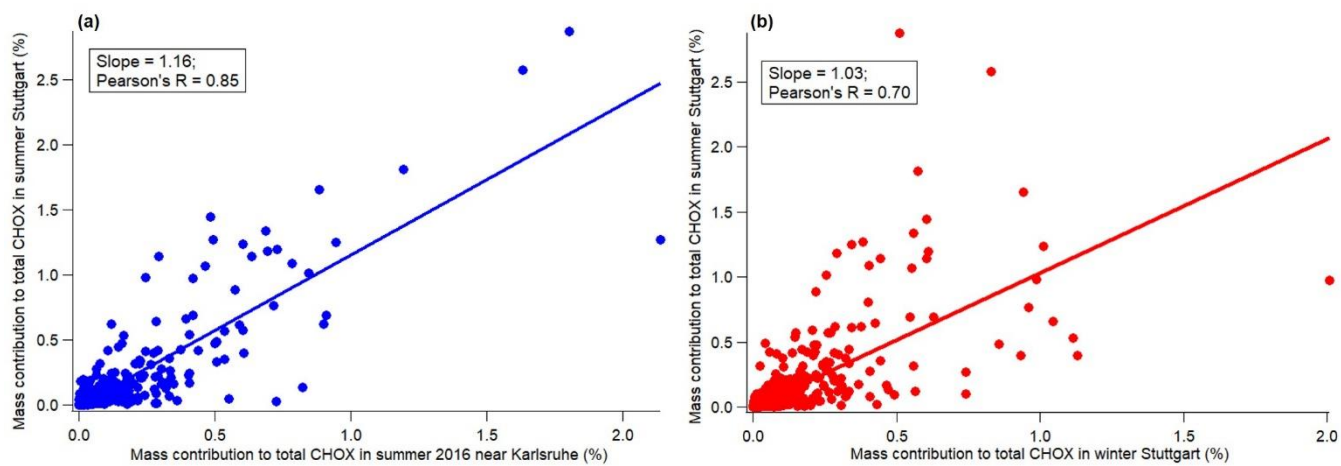 (a)
Slope = 1.16;
Pearson's R = 0.85
Mass contribution to total CHOX in summer Stuttgart (%)
2.5
2.0
1.5
1.0
0.5
0.0
0.0 0.5 1.0 1.5 2.0
Mass contribution to total CHOX in summer 2016 near Karlsruhe (%)
(b)
Slope = 1.03;
Pearson's R = 0.70
Mass contribution to total CHOX in summer Stuttgart (%)
2.5
2.0
1.5
1.0
0.5
0.0
0.0 0.5 1.0 1.5 2.0
Mass contribution to total CHOX in winter Stuttgart (%)